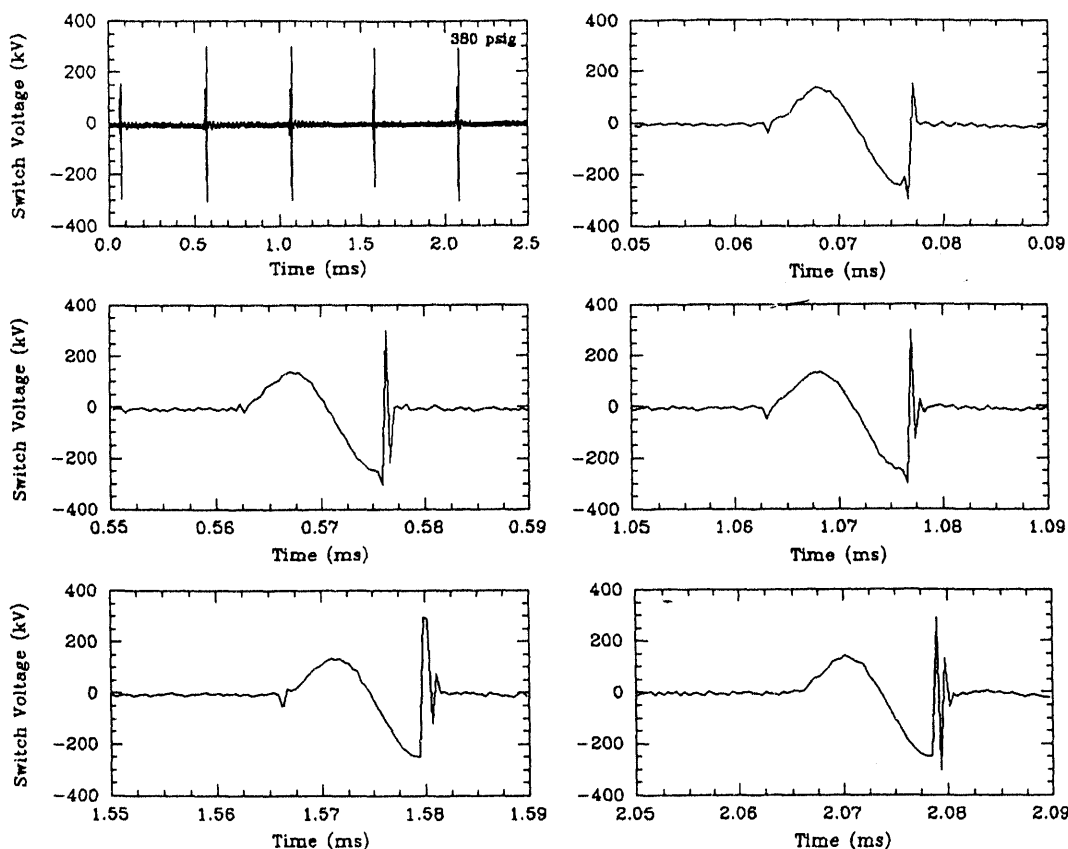 400
200
0
−200
−400
Switch Voltage (kV)
380 psig
0.0 0.5 1.0 1.5 2.0 2.5
Time (ms)
400
200
0
−200
−400
0.05 0.06 0.07 0.08 0.09
Time (ms)
400
200
0
−200
−400
Switch Voltage (kV)
0.55 0.56 0.57 0.58 0.59
Time (ms)
400
200
0
−200
−400
1.05 1.06 1.07 1.08 1.09
Time (ms)
400
200
0
−200
−400
Switch Voltage (kV)
1.55 1.56 1.57 1.58 1.59
Time (ms)
400
200
0
−200
−400
2.05 2.06 2.07 2.08 2.09
Time (ms)